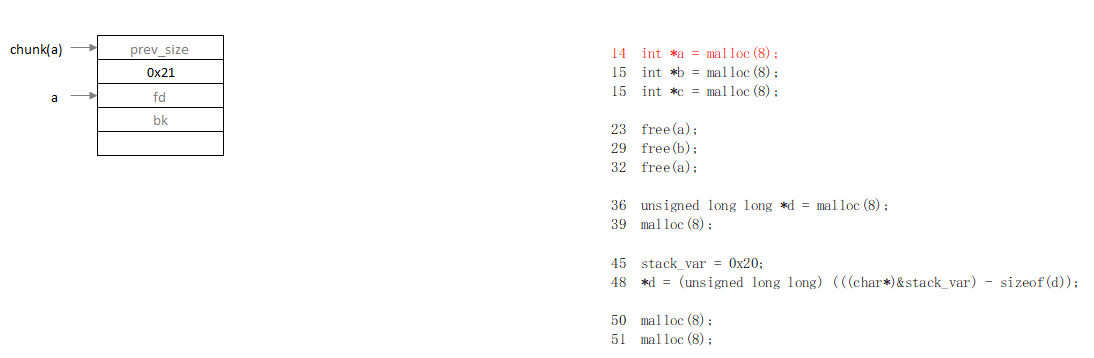 chunk(a)
prev_size
0x21
a
fd
bk
14 int *a = malloc(8);
15 int *b = malloc(8);
15 int *c = malloc(8);
23 free(a);
29 free(b);
32 free(a);
36 unsigned long long *d = malloc(8);
39 malloc(8);
45 stack_var = 0x20;
48 *d = (unsigned long long) (((char*)&stack_var) - sizeof(d));
50 malloc(8);
51 malloc(8);